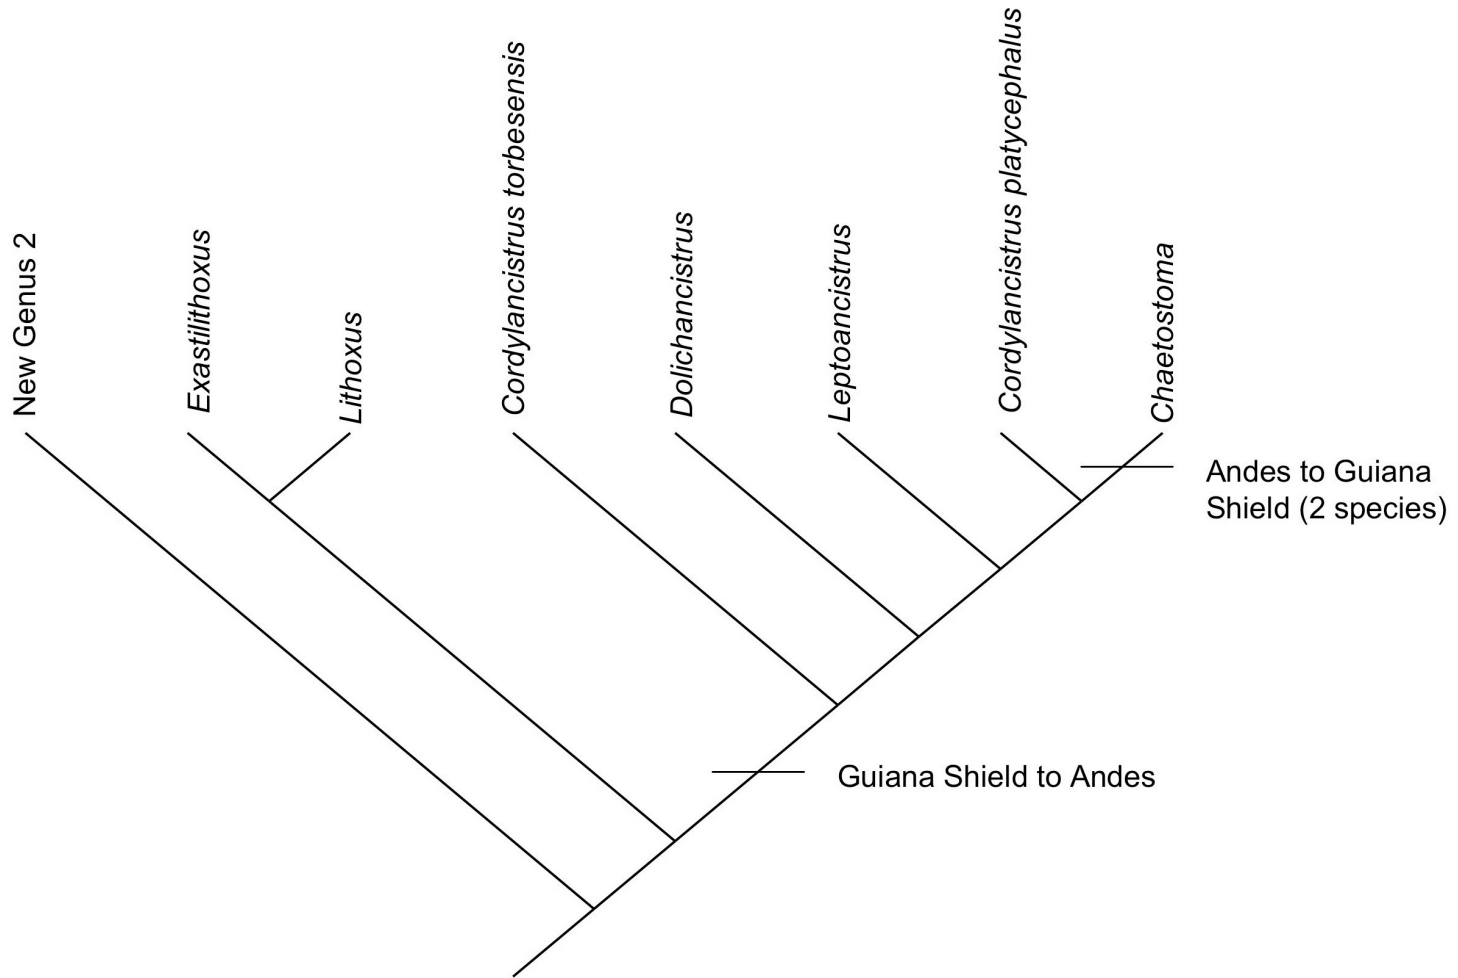 New Genus 2
Exastilithoxus
Lithoxus
Cordylancistrus torbesensis
Dolichancistrus
Leptoancistrus
Cordylancistrus platycephalus
Chaetostoma
Andes to Guiana
Shield (2 species)
Guiana Shield to Andes